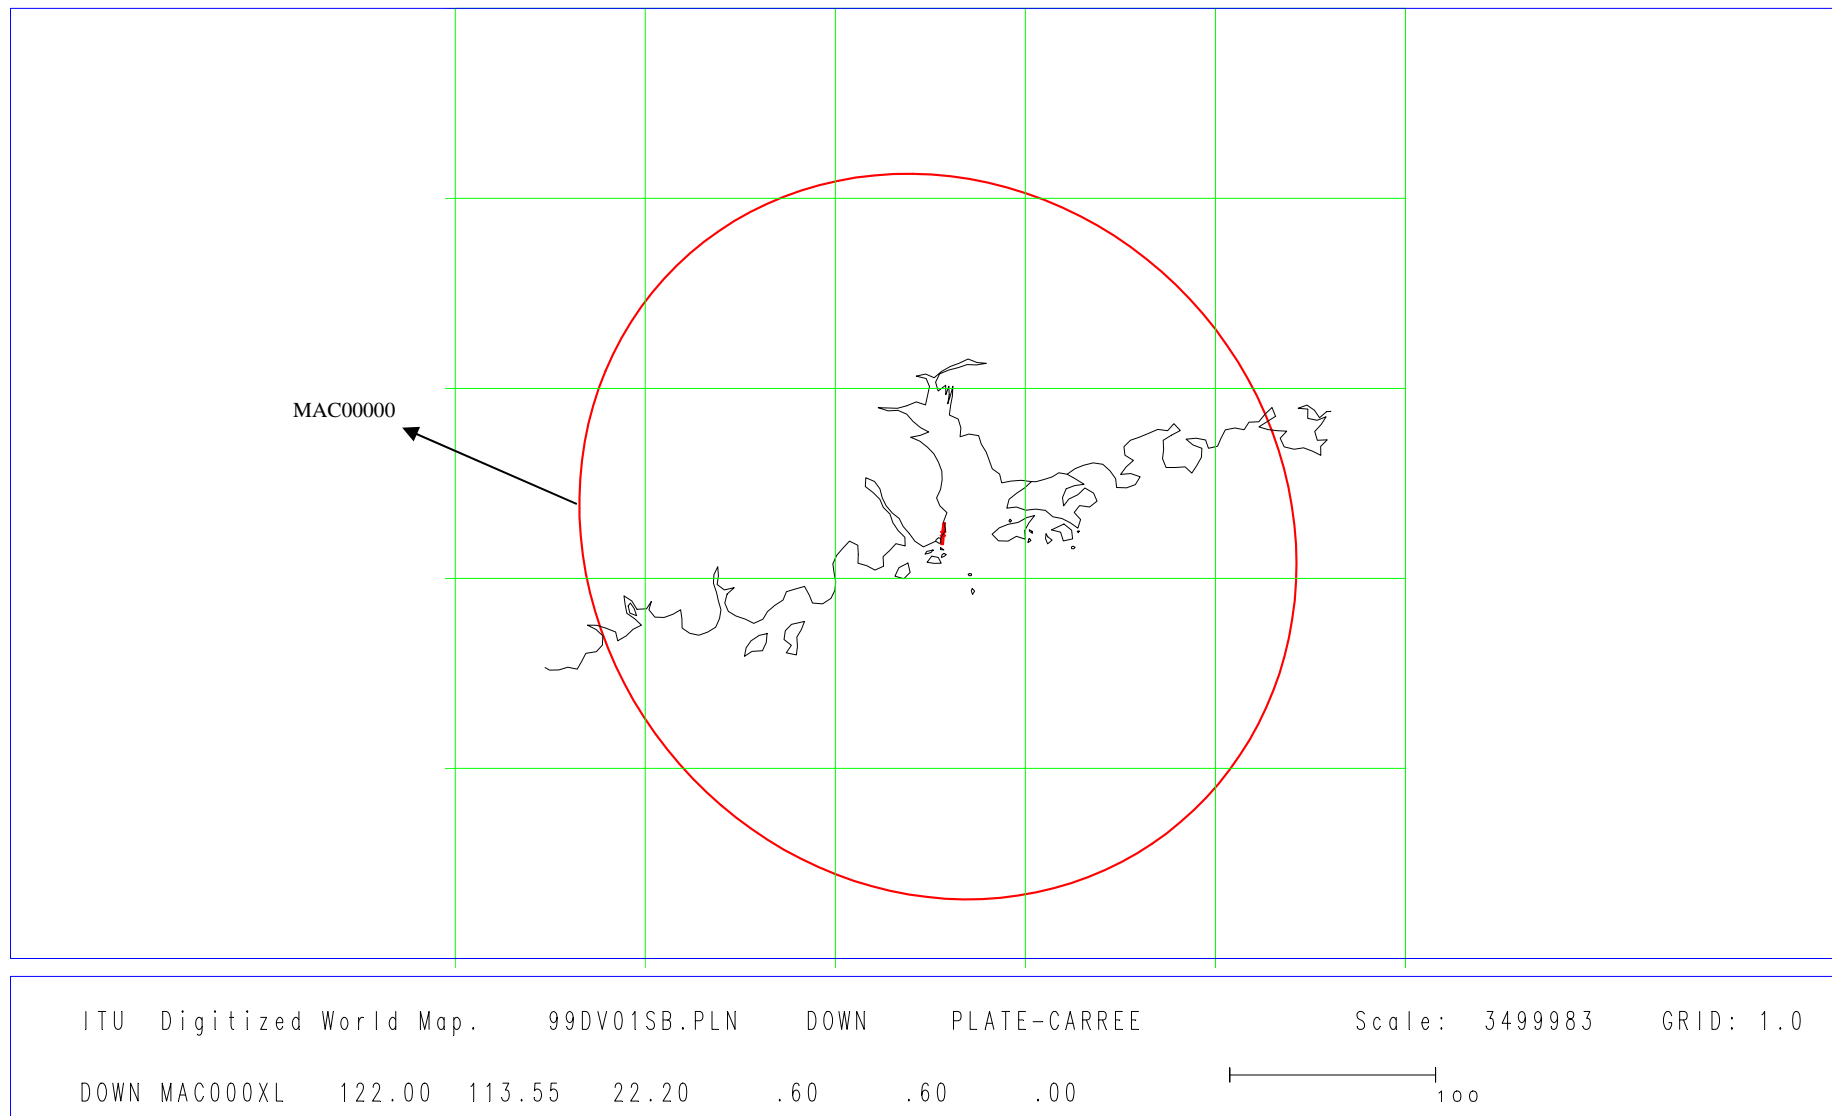 MAC00000
ITU Digitized World Map. 99DV01SB.PLN DOWN PLATE-CARREE Scale: 3499983 GRID: 1.0
DOWN MAC000XL 122.00 113.55 22.20 .60 .60 .00 100